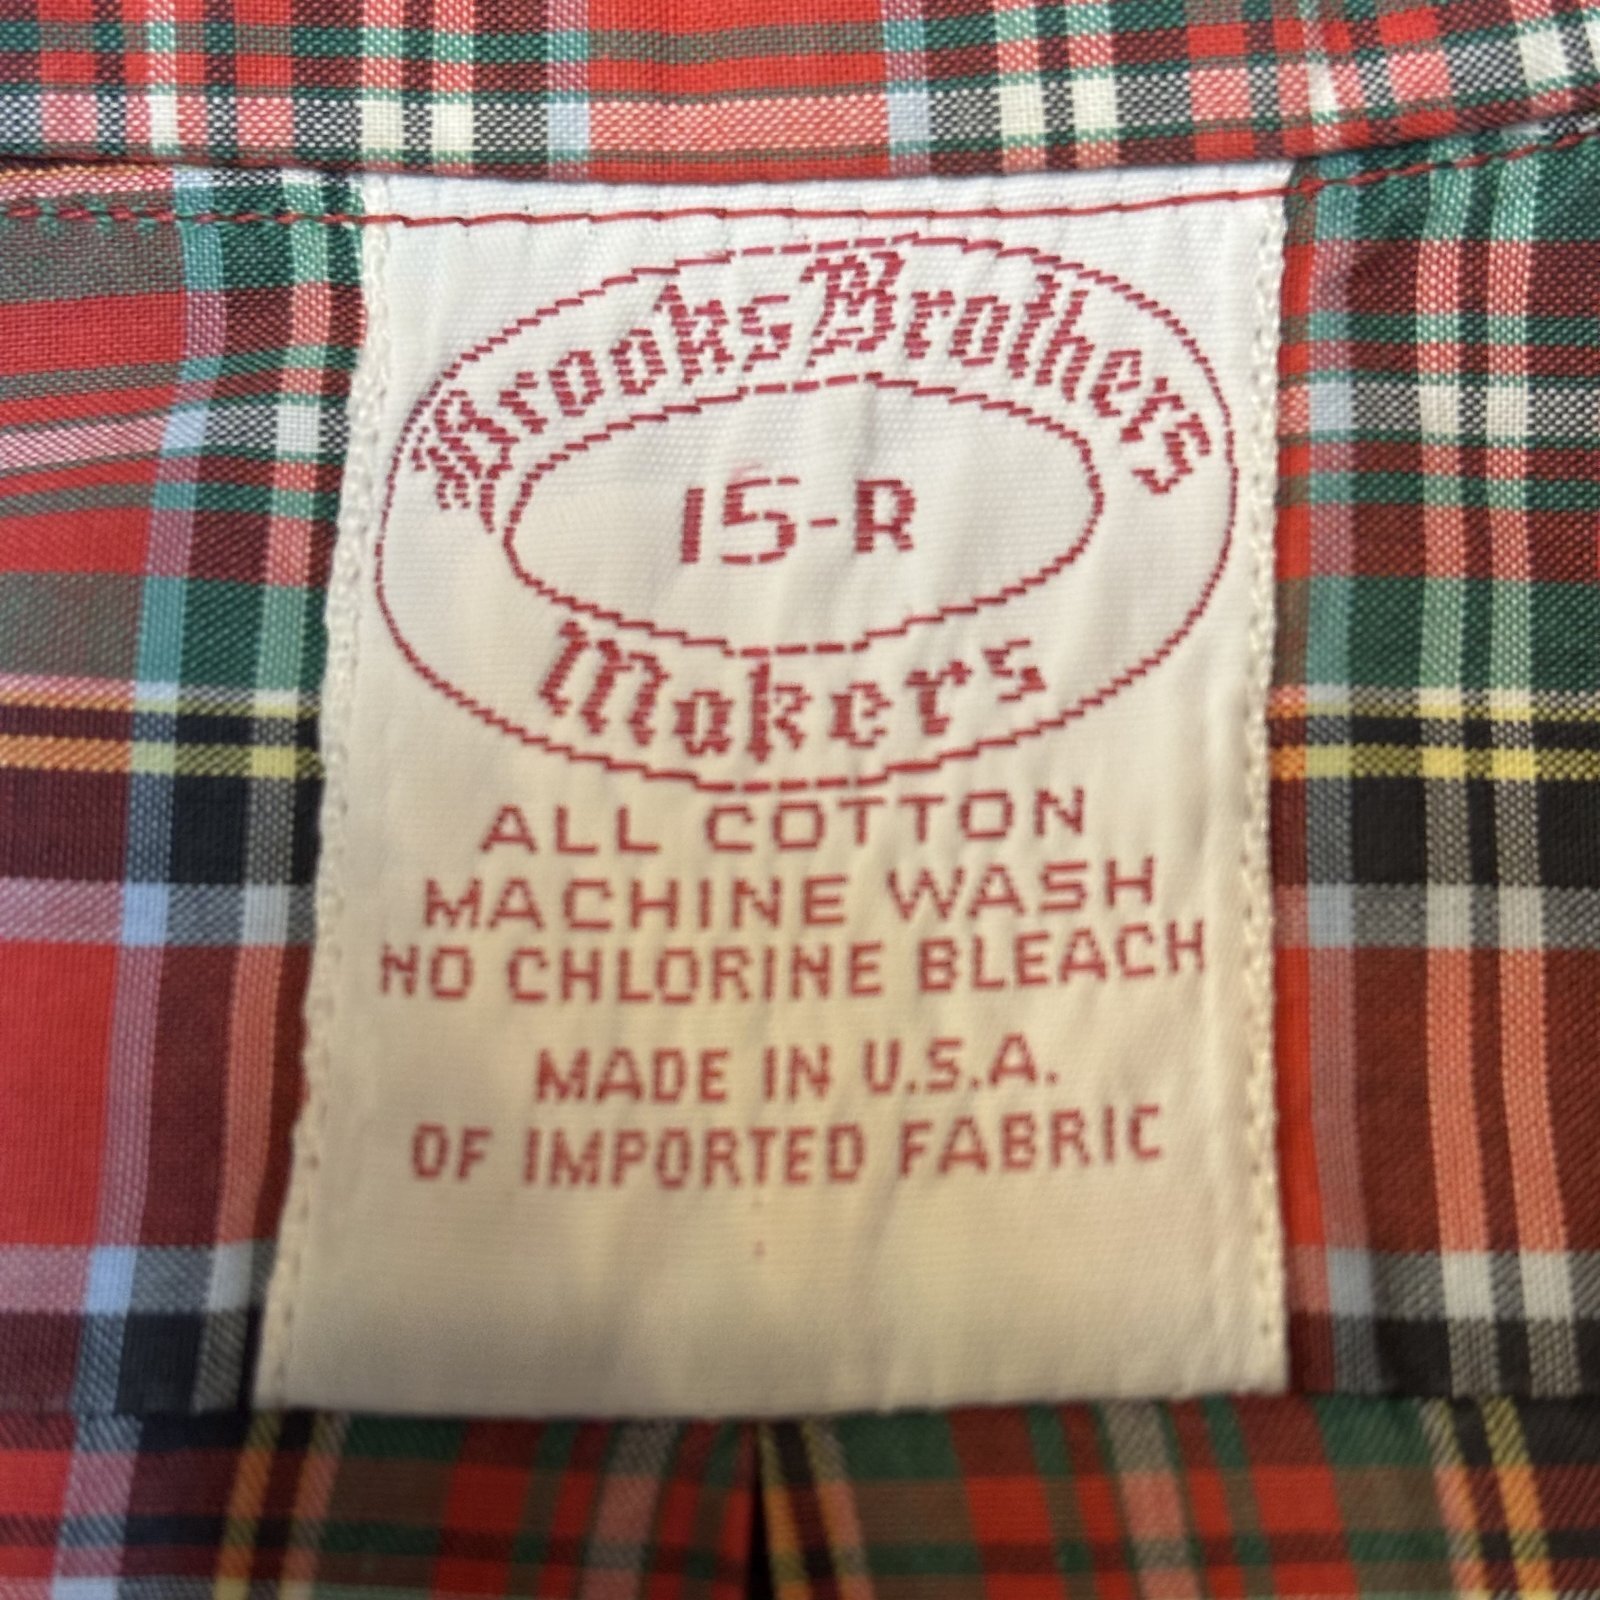 Brooks Brothers
15-R
Makers
ALL COTTON
MACHINE WASH
NO CHLORINE BLEACH
MADE IN U.S.A.
OF IMPORTED FABRIC